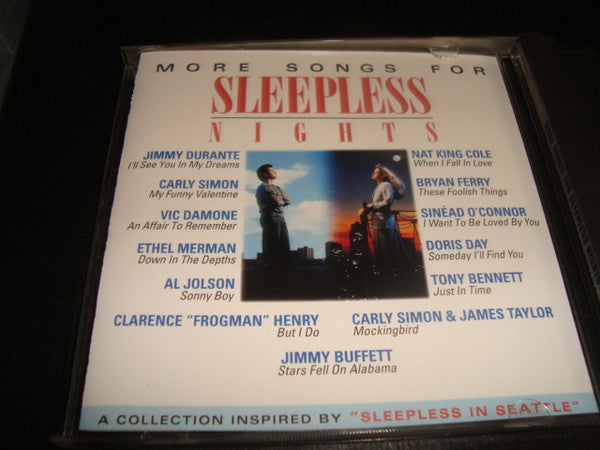 MORE SONGS FOR
SLEEPLESS
NIGHTS
JIMMY DURANTE
I'll See You In My Dreams
CARLY SIMON
My Funny Valentine
VIC DAMONE
An Affair To Remember
ETHEL MERMAN
Down In The Depths
AL JOLSON
Sonny Boy
NAT KING COLE
When I Fall In Love
BRYAN FERRY
These Foolish Things
SINÉAD O'CONNOR
I Want To Be Loved By You
DORIS DAY
Someday I'll Find You
TONY BENNETT
Just In Time
CLARENCE "FROGMAN" HENRY
But I Do
CARLY SIMON & JAMES TAYLOR
Mockingbird
JIMMY BUFFETT
Stars Fell On Alabama
A COLLECTION INSPIRED BY "SLEEPLESS IN SEATTLE"